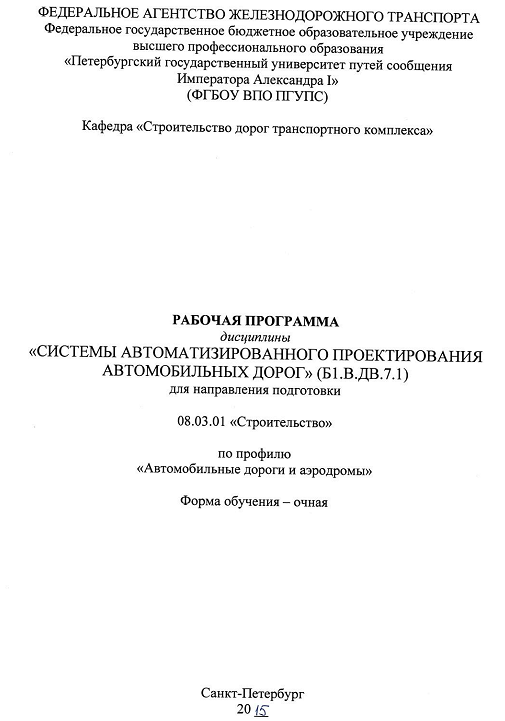 ФЕДЕРАЛЬНОЕ АГЕНТСТВО ЖЕЛЕЗНОДОРОЖНОГО ТРАНСПОРТА
Федеральное государственное бюджетное образовательное учреждение
высшего профессионального образования
«Петербургский государственный университет путей сообщения
Императора Александра I»
(ФГБОУ ВПО ПГУПС)
Кафедра «Строительство дорог транспортного комплекса»
РАБОЧАЯ ПРОГРАММА
дисциплины
«СИСТЕМЫ АВТОМАТИЗИРОВАННОГО ПРОЕКТИРОВАНИЯ
АВТОМОБИЛЬНЫХ ДОРОГ» (Б1.В.ДВ.7.1)
для направления подготовки
08.03.01 «Строительство»
по профилю
«Автомобильные дороги и аэродромы»
Форма обучения – очная
Санкт-Петербург
20 15